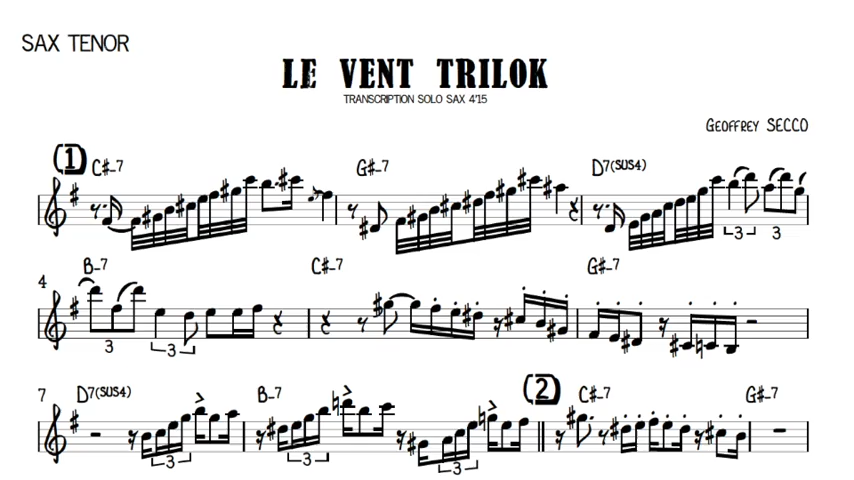 SAX TENOR
LE VENT TRILOK
TRANSCRIPTION SOLO SAX 4'15
GEOFFREY SECCO
(1) C#-7 G#-7 D7(SUS4)
3 3
4 B-7 C#-7 G#-7
3 3
7 D7(SUS4) B-7 (2) C#-7 G#-7
3 3 3